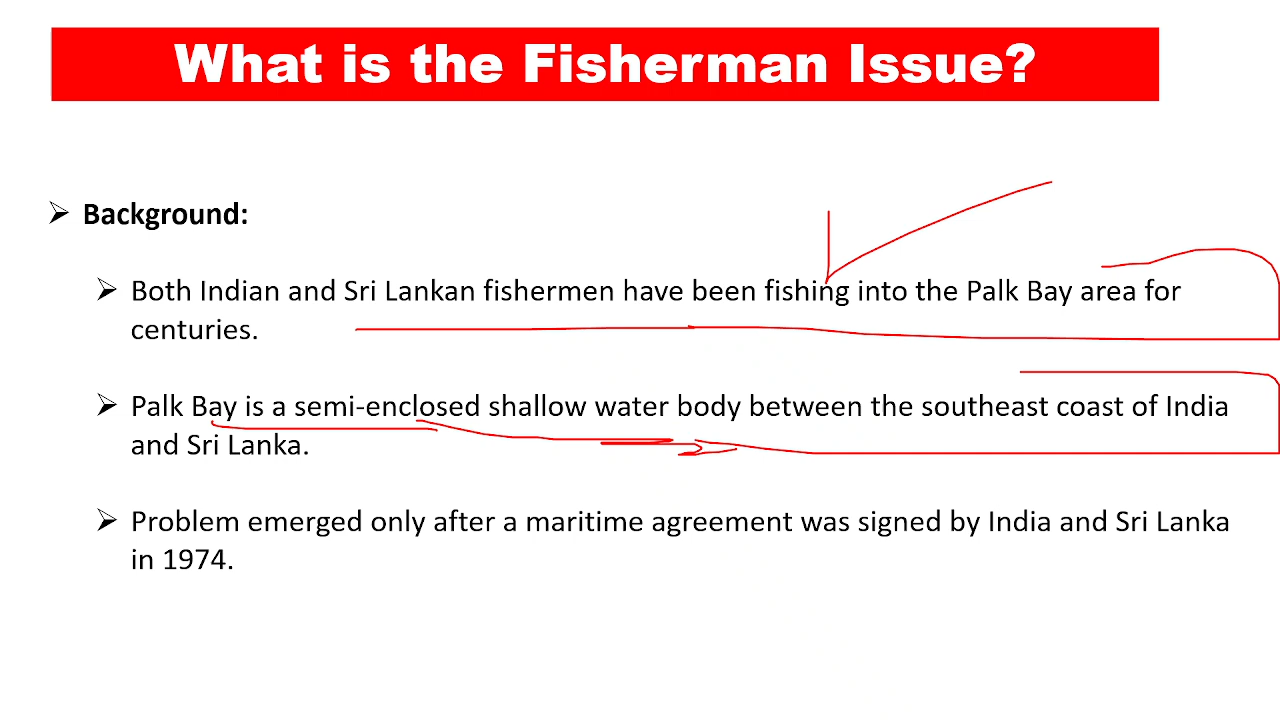 What is the Fisherman Issue?
➢ Background:
➢ Both Indian and Sri Lankan fishermen have been fishing into the Palk Bay area for
centuries.
➢ Palk Bay is a semi-enclosed shallow water body between the southeast coast of India
and Sri Lanka.
➢ Problem emerged only after a maritime agreement was signed by India and Sri Lanka
in 1974.